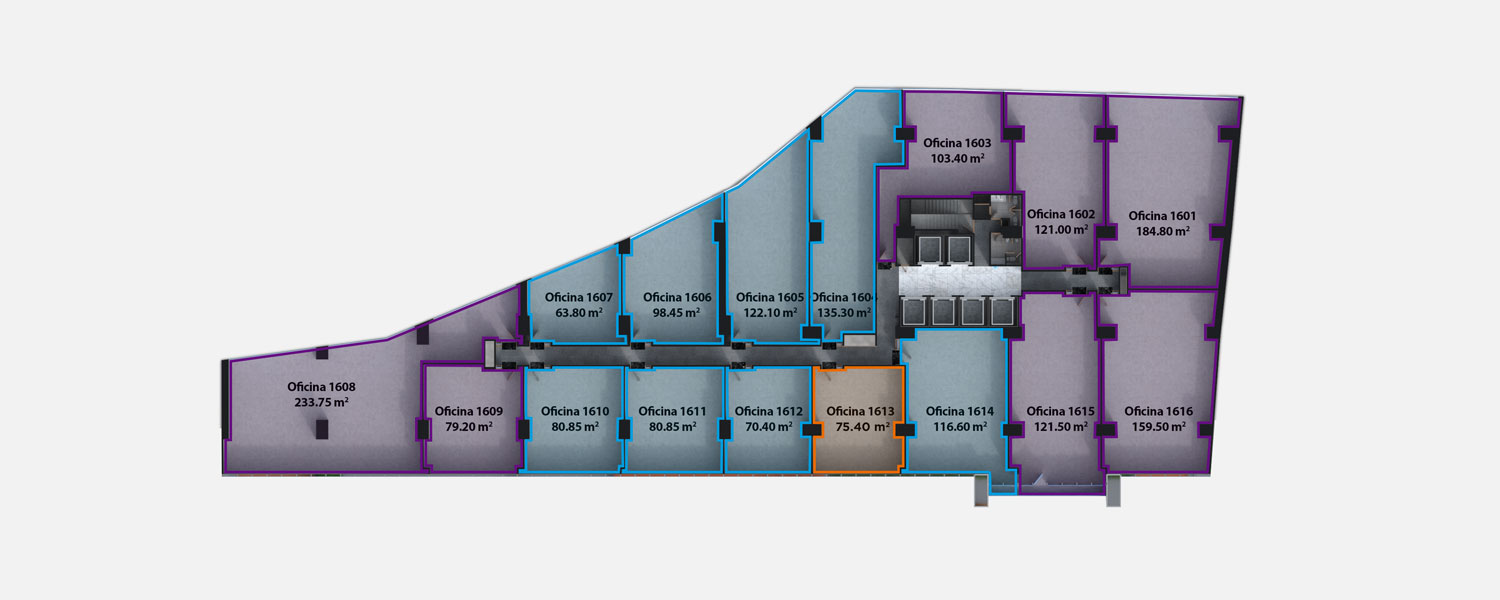 Oficina 1603
103.40 m²
Oficina 1602
121.00 m²
Oficina 1601
184.80 m²
Oficina 1607
63.80 m²
Oficina 1606
98.45 m²
Oficina 1605
122.10 m²
Oficina 1604
135.30 m²
Oficina 1608
233.75 m²
Oficina 1609
79.20 m²
Oficina 1610
80.85 m²
Oficina 1611
80.85 m²
Oficina 1612
70.40 m²
Oficina 1613
75.40 m²
Oficina 1614
116.60 m²
Oficina 1615
121.50 m²
Oficina 1616
159.50 m²